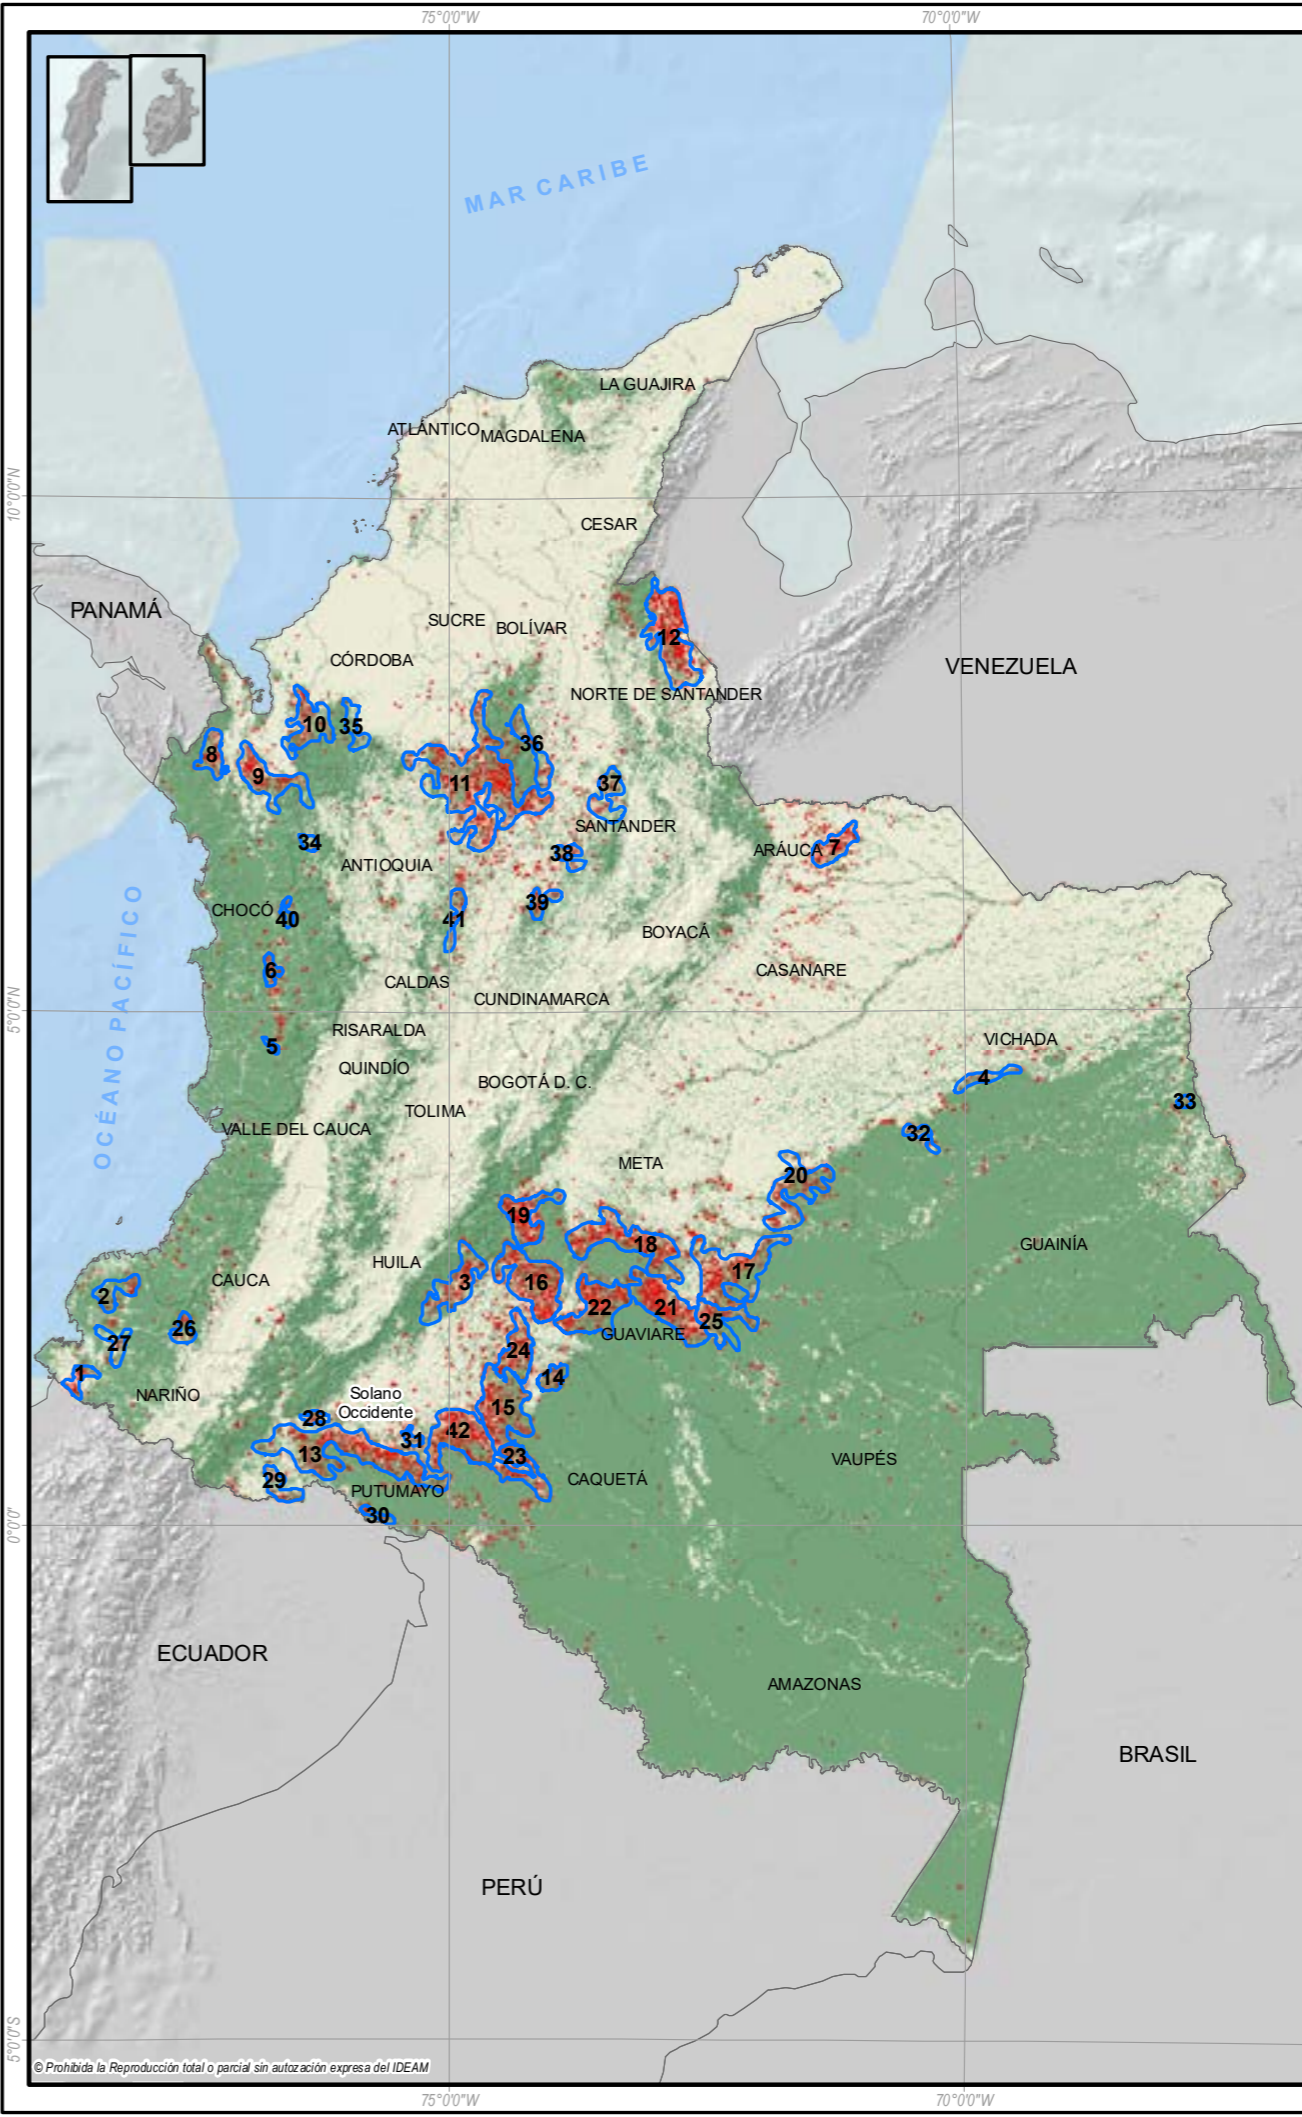 75°0'0"W
70°0'0"W
MAR CARIBE
LA GUAJIRA
ATLÁNTICO
MAGDALENA
10°0'0"N
CESAR
PANAMÁ
SUCRE
BOLÍVAR
12
CÓRDOBA
VENEZUELA
NORTE DE SANTANDER
10
35
8
36
9
11
37
SANTANDER
34
ANTIOQUIA
38
ARAUCA
7
CHOCÓ
40
41
39
BOYACÁ
OCÉANO PACÍFICO
6
CALDAS
CUNDINAMARCA
CASANARE
5°0'0"N
RISARALDA
5
VICHADA
QUINDÍO
BOGOTÁ D. C.
4
TOLIMA
33
VALLE DEL CAUCA
32
META
20
19
18
GUAINÍA
HUILA
17
CAUCA
3
16
2
22
21
26
25
27
GUAVIARE
24
1
14
NARIÑO
Solano
Occidente
15
28
42
31
13
23
VAUPÉS
29
CAQUETÁ
PUTUMAYO
30
0°0'0"
ECUADOR
AMAZONAS
BRASIL
PERÚ
5°0'0"S
© Prohibida la Reproducción total o parcial sin autozación expresa del IDEAM
75°0'0"W
70°0'0"W